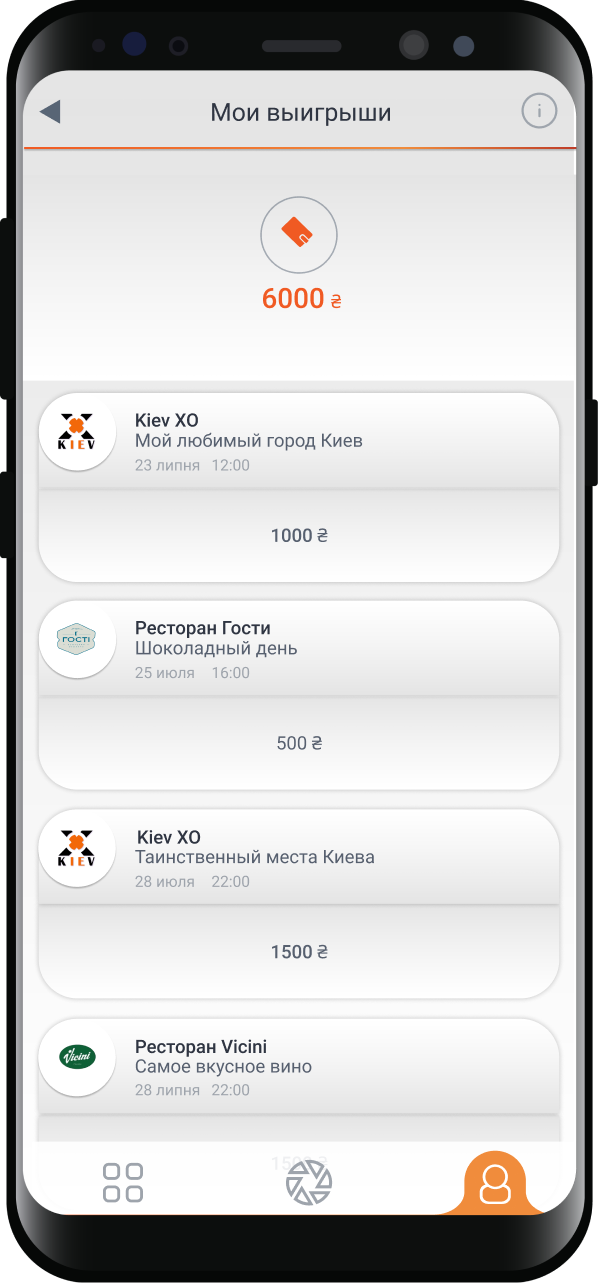 Мои выигрыши
i
6000 ₴
KIEV
Kiev XO
Мой любимый город Киев
23 липня 12:00
1000 ₴
ГОСТІ
Ресторан Гости
Шоколадный день
25 июля 16:00
500 ₴
KIEV
Kiev XO
Таинственный места Киева
28 июля 22:00
1500 ₴
Vicini
Ресторан Vicini
Самое вкусное вино
28 липня 22:00
1500 ₴